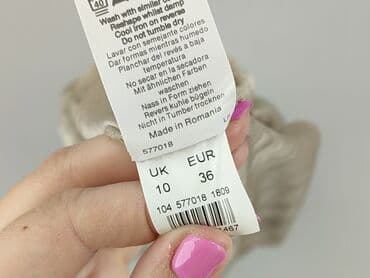 40
Wash with similar colours
Reshape whilst damp
Cool iron on reverse
Do not tumble dry
Lavar con semejante colores
Dar formas mientras humedo
Planchar del revés a baja
temperatura
No secar en la secadora
Mit ähnlichen Farben
waschen
Nass in Form ziehen
Revers kuhle bügeln
Nicht in Tumber trocknen
Made in Romania
577018
UK EUR
10 36
104 577018 1809